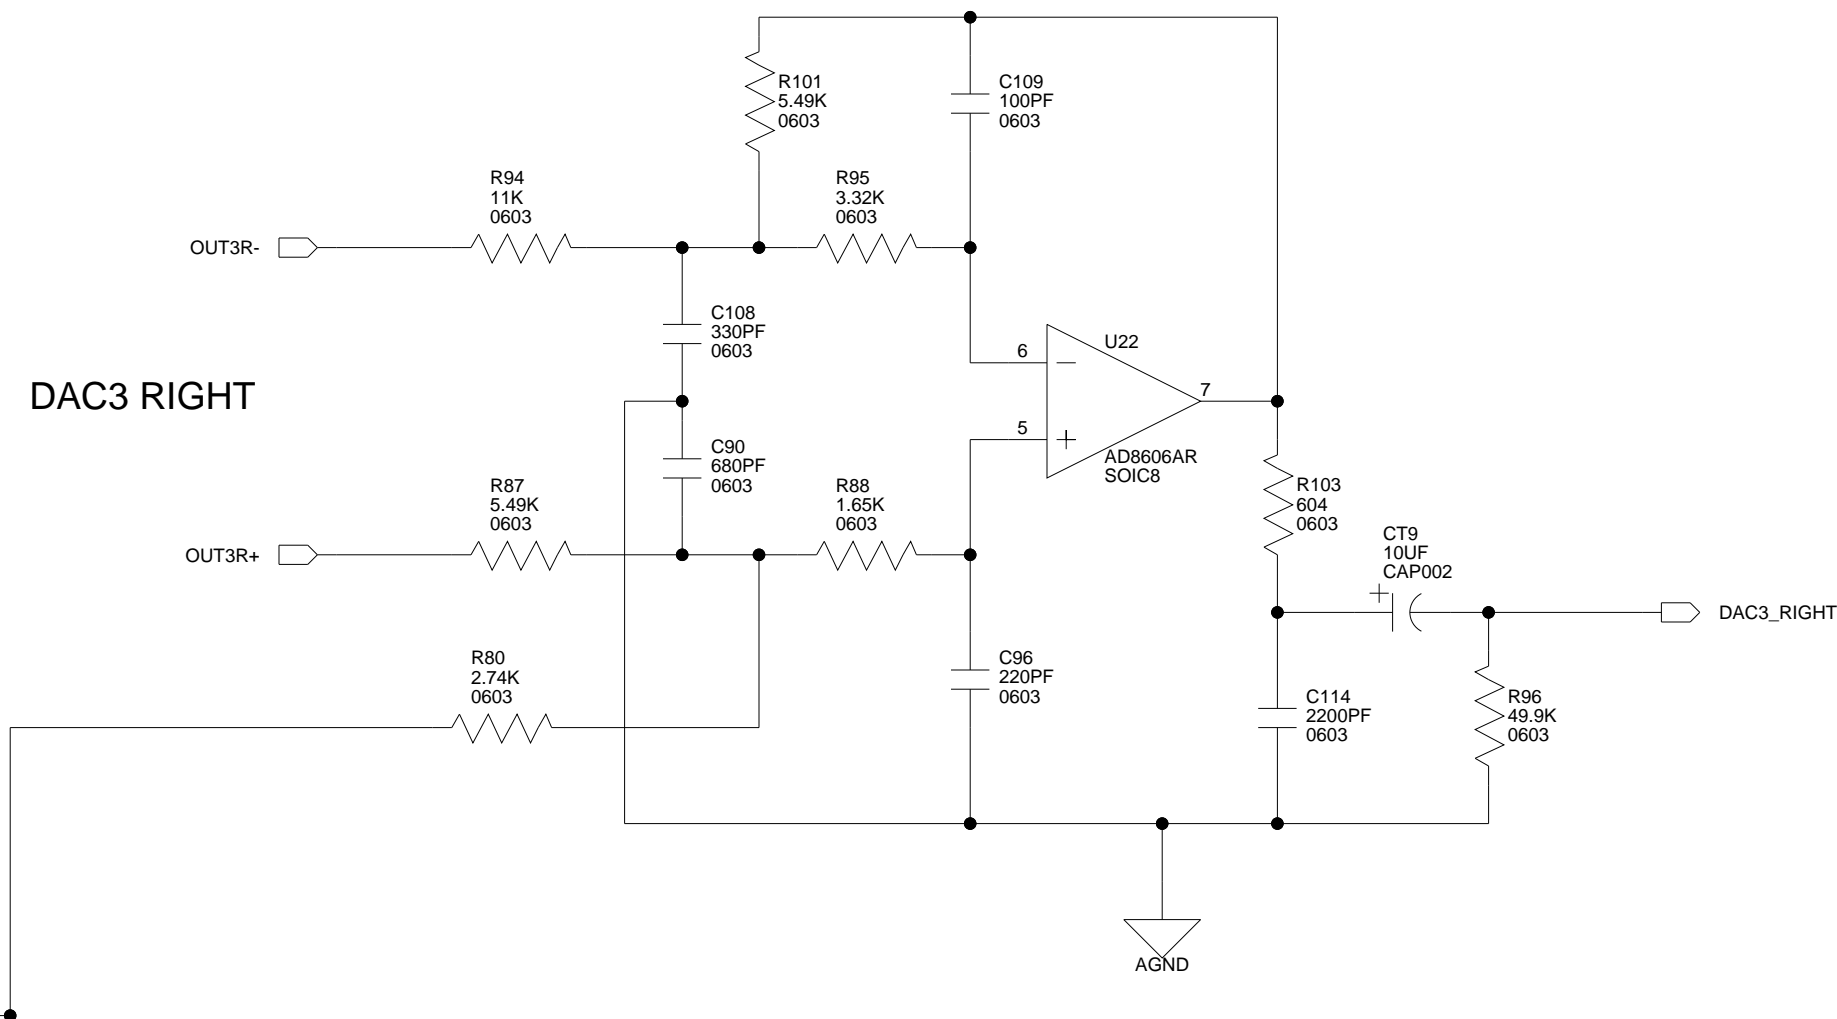 R101
5.49K
0603
C109
100PF
0603
R94
11K
0603
R95
3.32K
0603
OUT3R-
C108
330PF
0603
U22
6
7
5
AD8606AR
SOIC8
DAC3 RIGHT
C90
680PF
0603
R87
5.49K
0603
R88
1.65K
0603
OUT3R+
R103
604
0603
CT9
10UF
CAP002
DAC3_RIGHT
R80
2.74K
0603
C96
220PF
0603
C114
2200PF
0603
R96
49.9K
0603
AGND